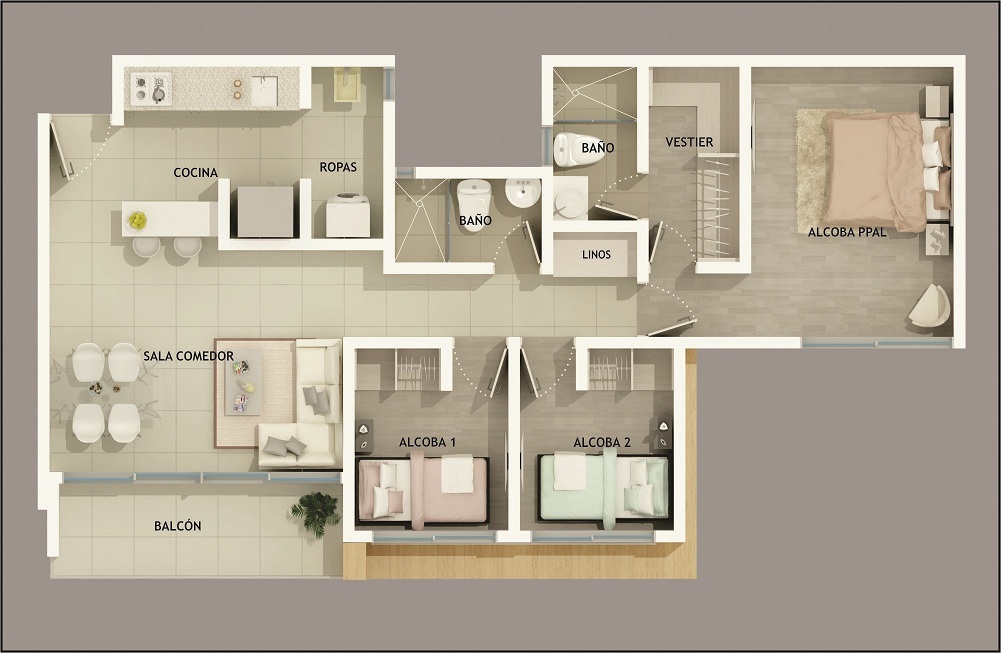 BAÑO
VESTIER
COCINA
ROPAS
BAÑO
ALCOBA PPAL
LINOS
SALA COMEDOR
ALCOBA 1
ALCOBA 2
BALCÓN